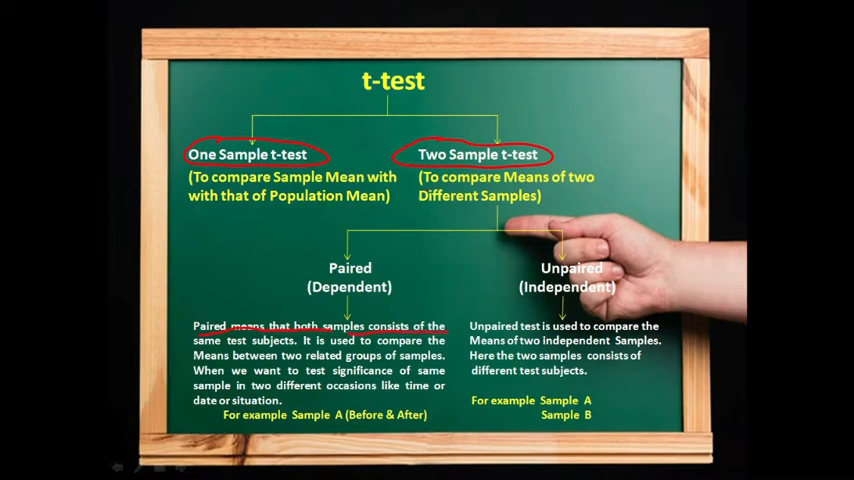 t-test
One Sample t-test
(To compare Sample Mean with
with that of Population Mean)
Two Sample t-test
(To compare Means of two
Different Samples)
Paired
(Dependent)
Unpaired
(Independent)
Paired means that both samples consists of the
same test subjects. It is used to compare the
Means between two related groups of samples.
When we want to test significance of same
sample in two different occasions like time or
date or situation.
For example Sample A (Before & After)
Unpaired test is used to compare the
Means of two independent Samples.
Here the two samples consists of
different test subjects.
For example Sample A
Sample B